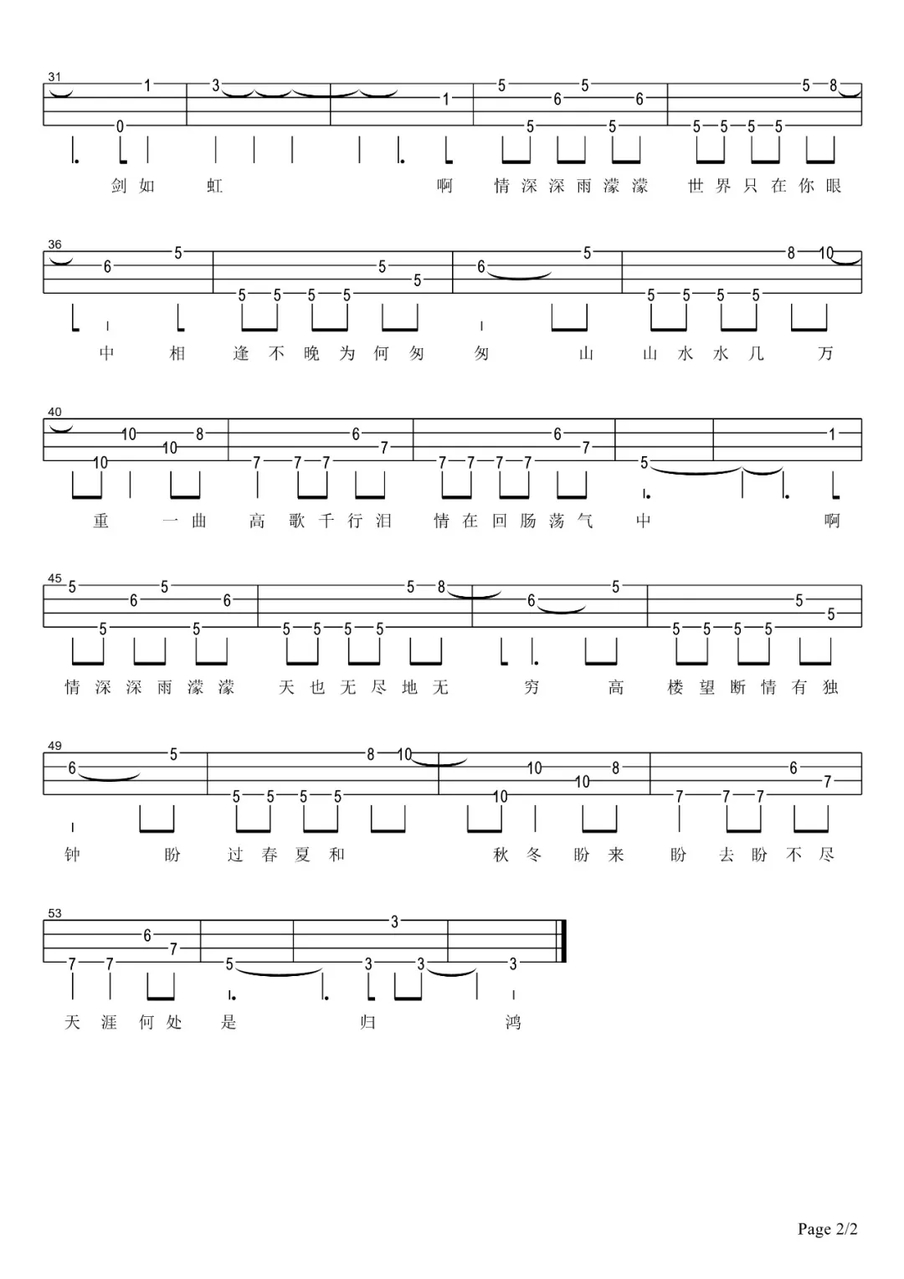 31
1 3 5 5 5 8
1 6 6
0 5 5 5 5 5 5
剑 如 虹 啊 情 深 深 雨 濛 濛 世 界 只 在 你 眼
36
5 5 8 10
6 5 6
5
5 5 5 5 5 5 5 5
中 相 逢 不 晚 为 何 匆 匆 山 山 水 水 几 万
40
10 8 6 6 1
10 7 7
10 7 7 7 7 7 7 7 5
重 一 曲 高 歌 千 行 泪 情 在 回 肠 荡 气 中 啊
45
5 5 5 8 5
6 6 6 5
5
5 5 5 5 5 5 5 5 5 5
情 深 深 雨 濛 濛 天 也 无 尽 地 无 穷 高 楼 望 断 情 有 独
49
5 8 10
6 10 8 6
10 7
5 5 5 5 10 7 7 7
钟 盼 过 春 夏 和 秋 冬 盼 来 盼 去 盼 不 尽
53
3
6
7
7 7 5 3 3 3
天 涯 何 处 是 归 鸿
Page 2/2